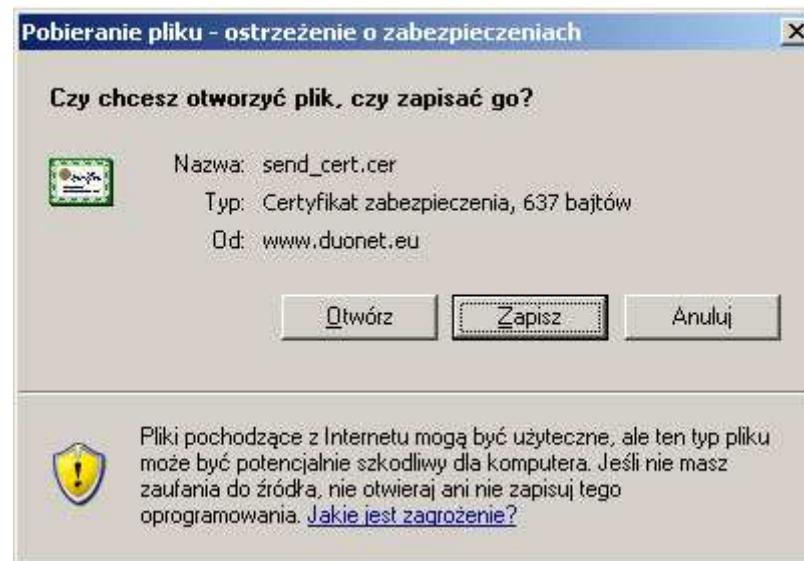 Pobieranie pliku - ostrzeżenie o zabezpieczeniach
Czy chcesz otworzyć plik, czy zapisać go?
Nazwa: send_cert.cer
Typ: Certyfikat zabezpieczenia, 637 bajtów
Od: www.duonet.eu
Otwórz Zapisz Anuluj
Pliki pochodzące z Internetu mogą być użyteczne, ale ten typ pliku
może być potencjalnie szkodliwy dla komputera. Jeśli nie masz
zaufania do źródła, nie otwieraj ani nie zapisuj tego
oprogramowania. Jakie jest zagrożenie?